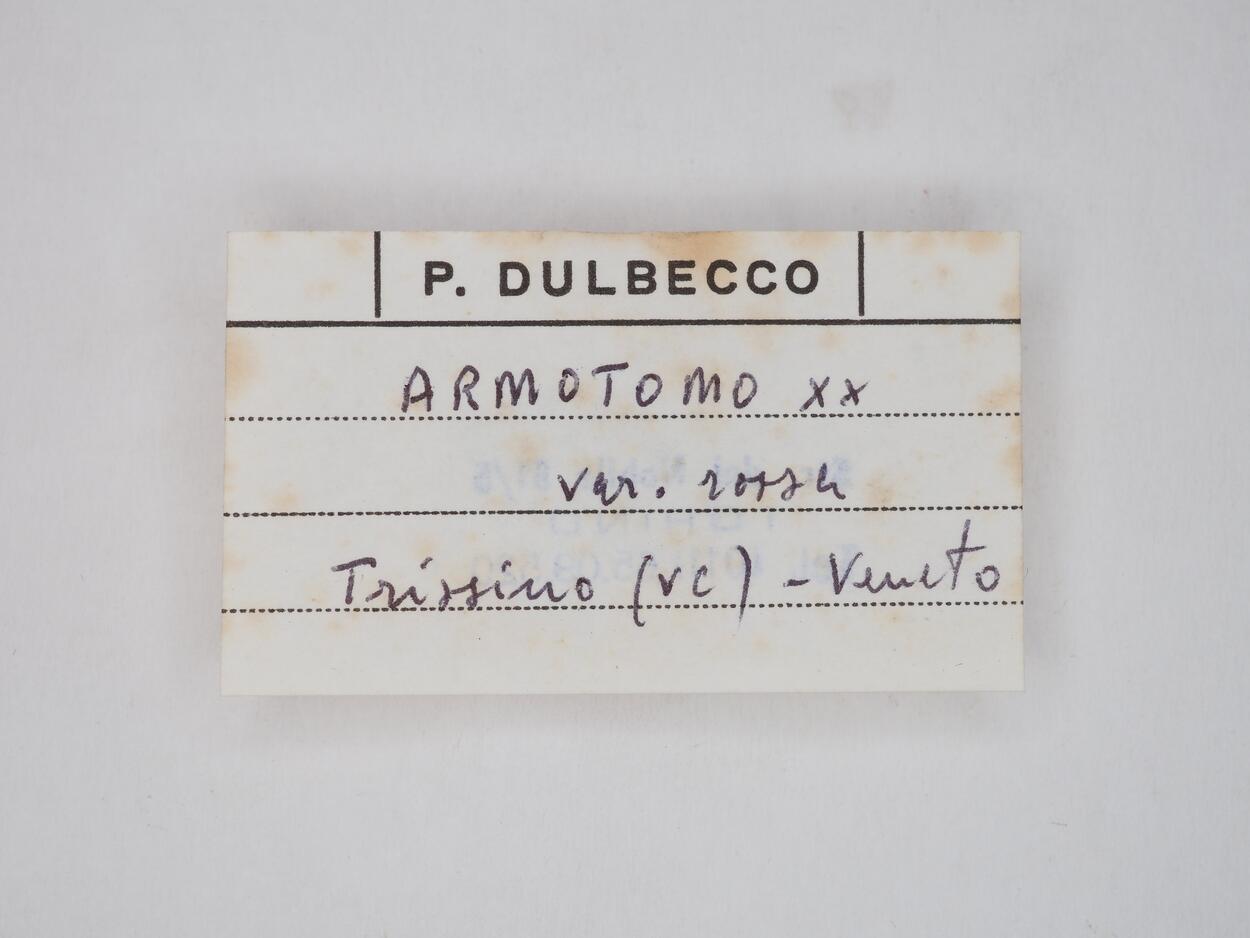 P. DULBECCO
ARMOTOMO xx
var. rossa
Trissino (vc) - Veneto